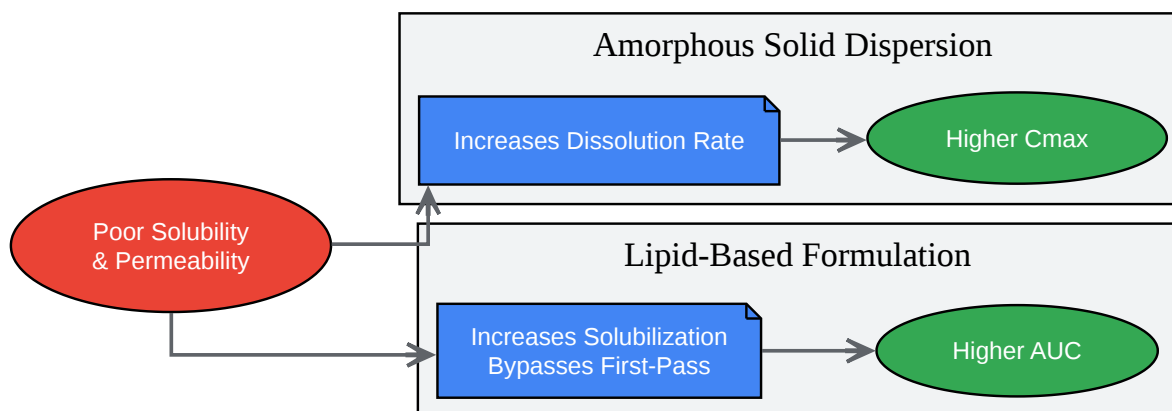 Amorphous Solid Dispersion
Increases Dissolution Rate
Higher Cmax
Poor Solubility
& Permeability
Lipid-Based Formulation
Increases Solubilization
Bypasses First-Pass
Higher AUC